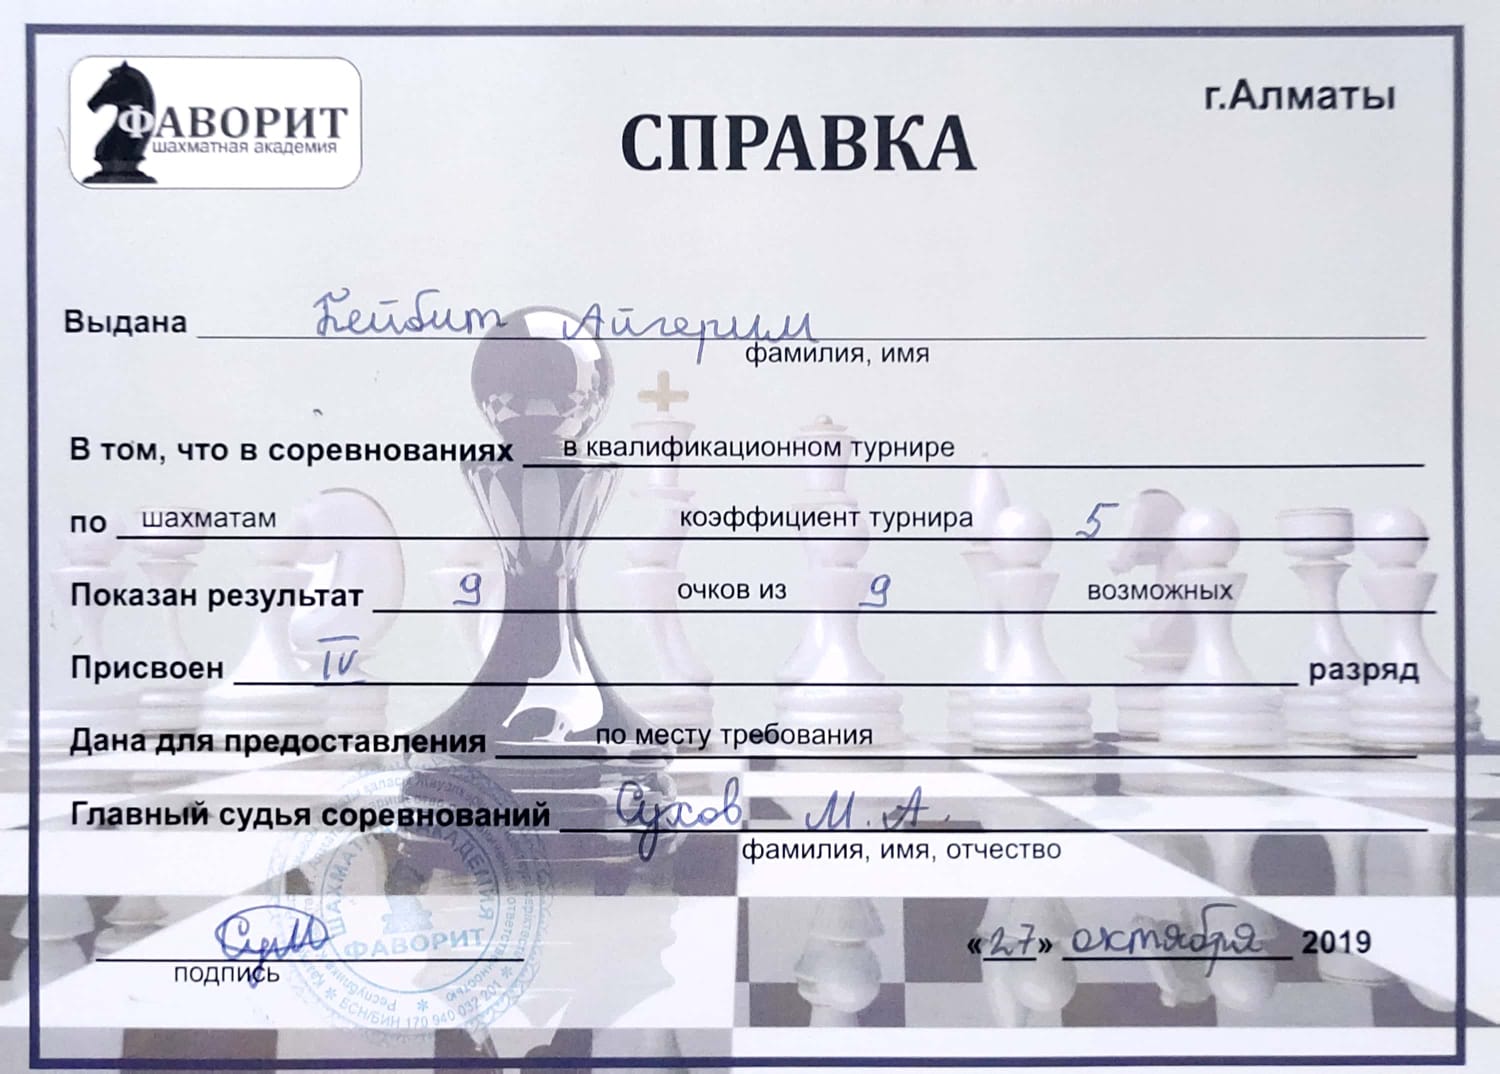 ФАВОРИТ
шахматная академия
г.Алматы
СПРАВКА
Выдана Бейбит Айгерим
фамилия, имя
В том, что в соревнованиях в квалификационном турнире
по шахматам коэффициент турнира 5
Показан результат 9 очков из 9 возможных
Присвоен IV разряд
Дана для предоставления по месту требования
Главный судья соревнований Сухов М. А.
фамилия, имя, отчество
«27» октября 2019
подпись
ШАХМАТНАЯ АКАДЕМИЯ
ФАВОРИТ
БСН/БИН 170 940 032 201